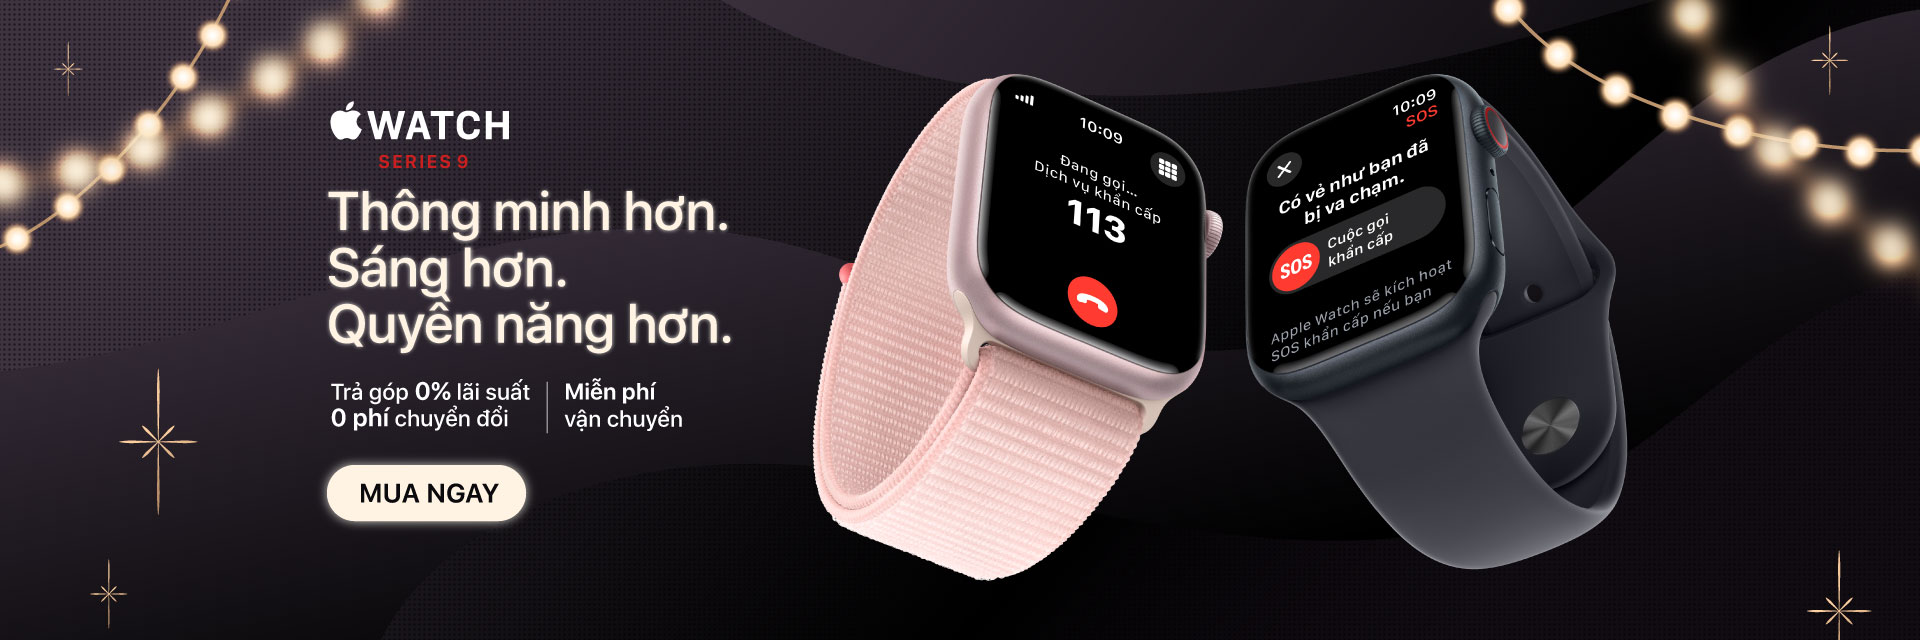 WATCH
SERIES 9
Thông minh hơn.
Sáng hơn.
Quyền năng hơn.
Trả góp 0% lãi suất
0 phí chuyển đổi
Miễn phí
vận chuyển
MUA NGAY
10:09
Đang gọi...
Dịch vụ khẩn cấp
113
10:09
SOS
Có vẻ như bạn đã
bị va chạm.
SOS
Cuộc gọi
khẩn cấp
Apple Watch sẽ kích hoạt
SOS khẩn cấp nếu bạn